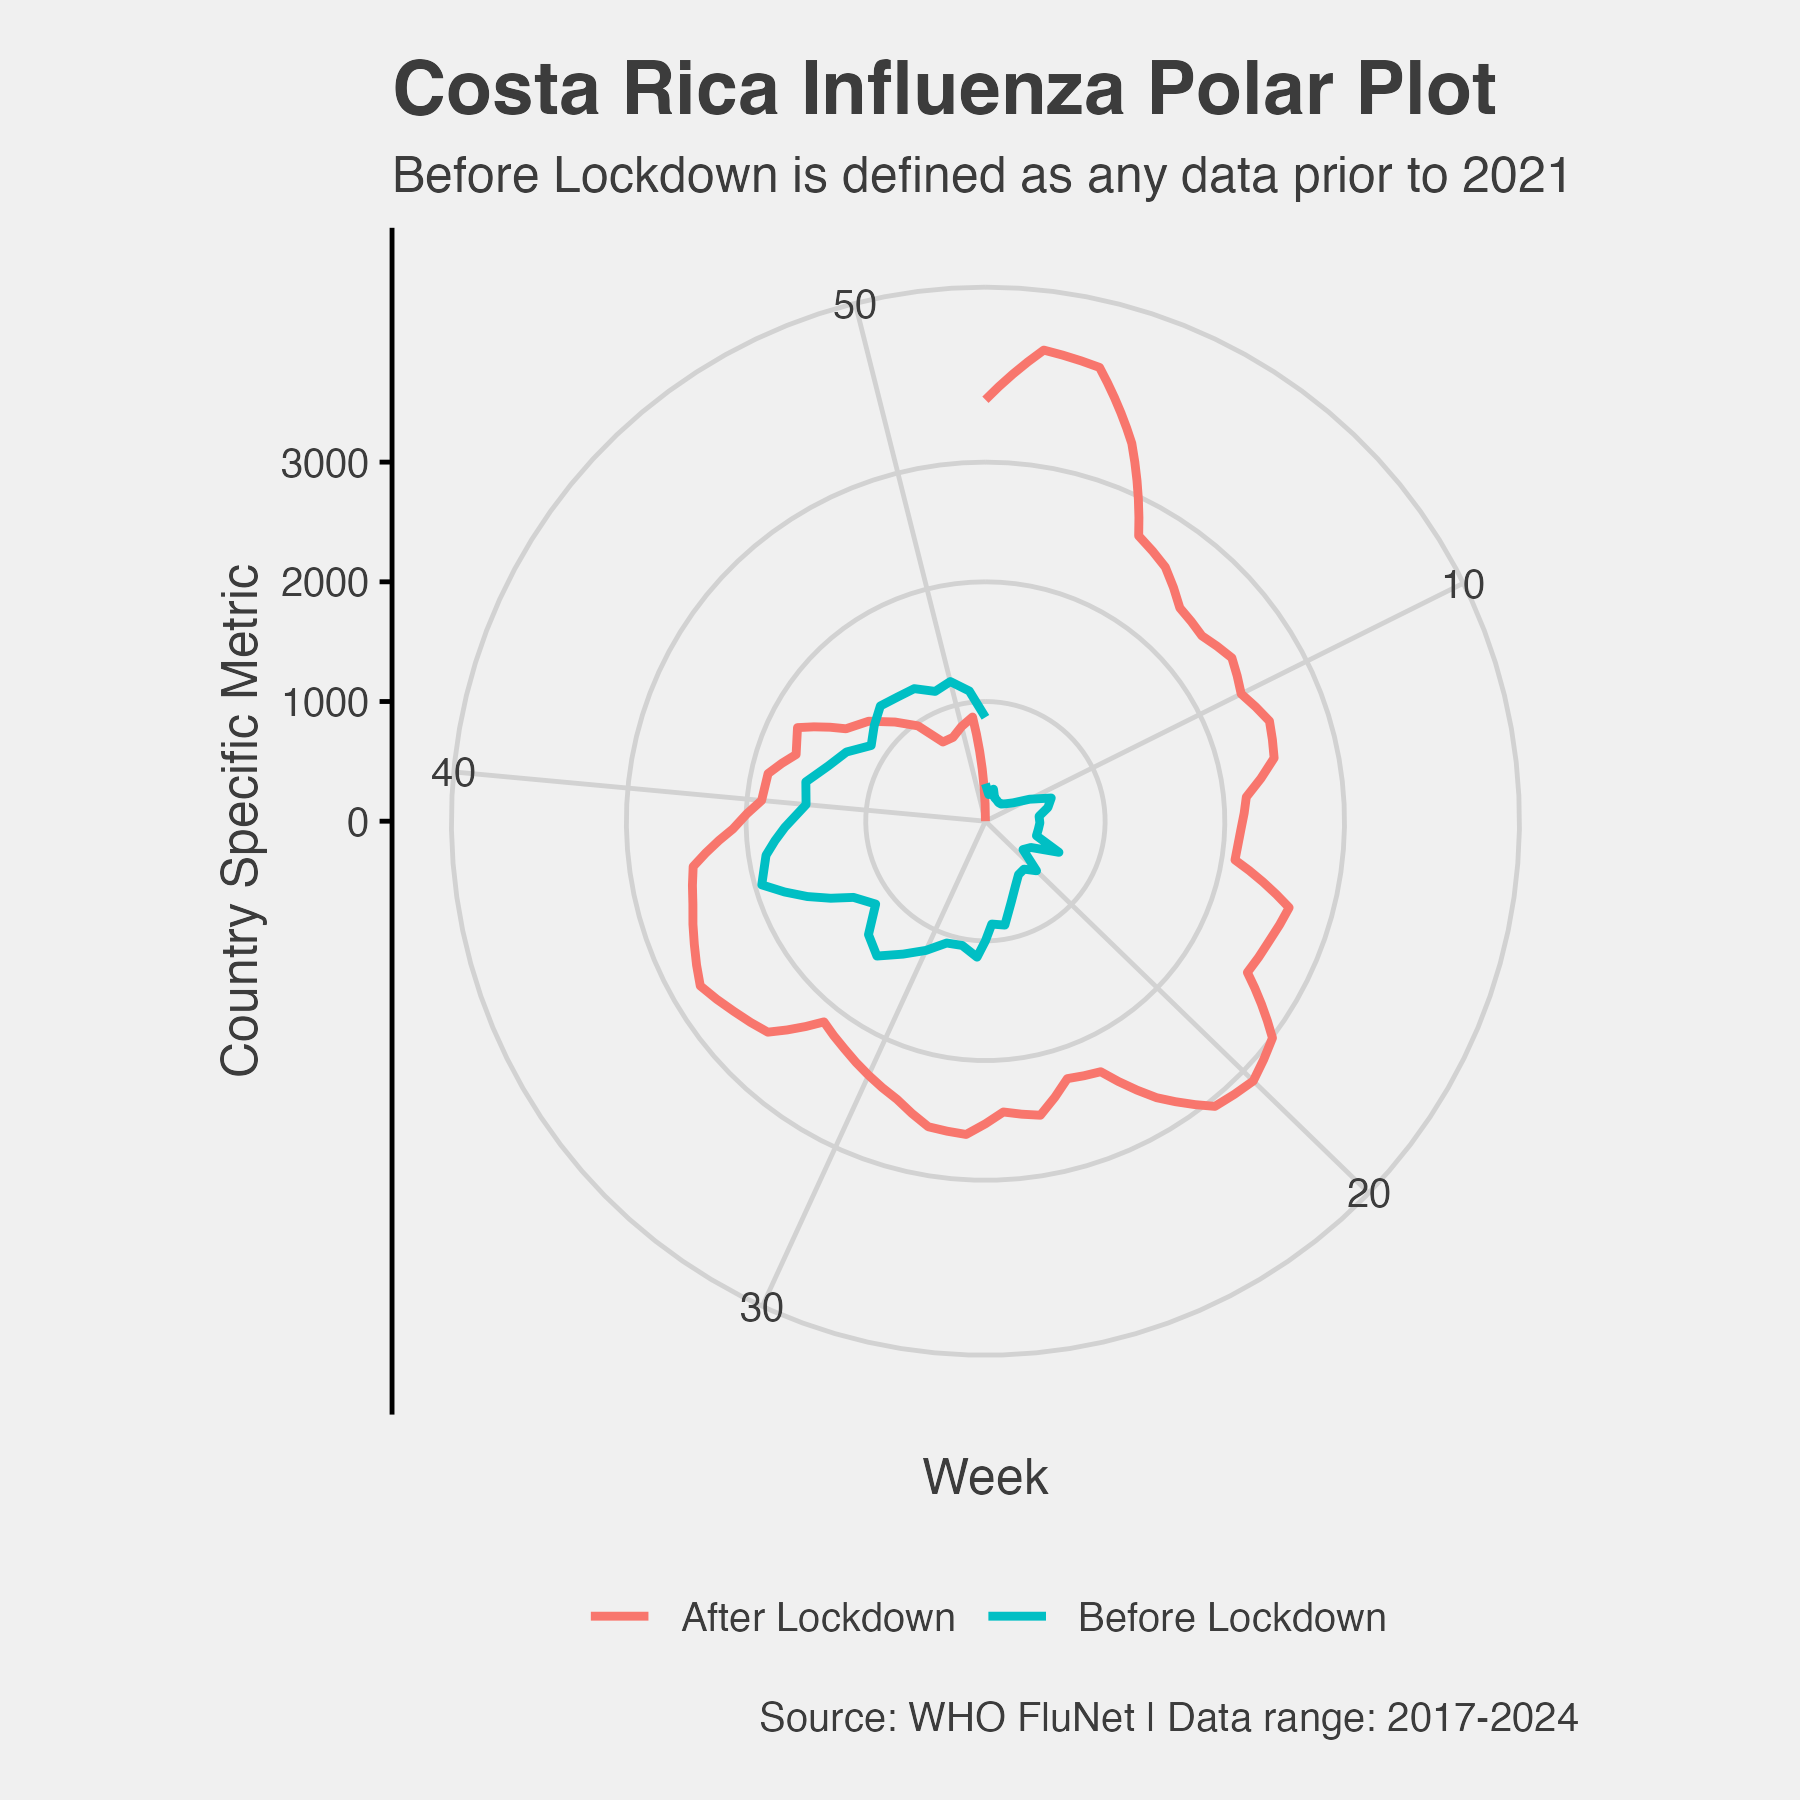 Costa Rica Influenza Polar Plot
Before Lockdown is defined as any data prior to 2021
50
3000
10
2000
Country Specific Metric
1000
40
0
20
30
Week
After Lockdown
Before Lockdown
Source: WHO FluNet | Data range: 2017-2024